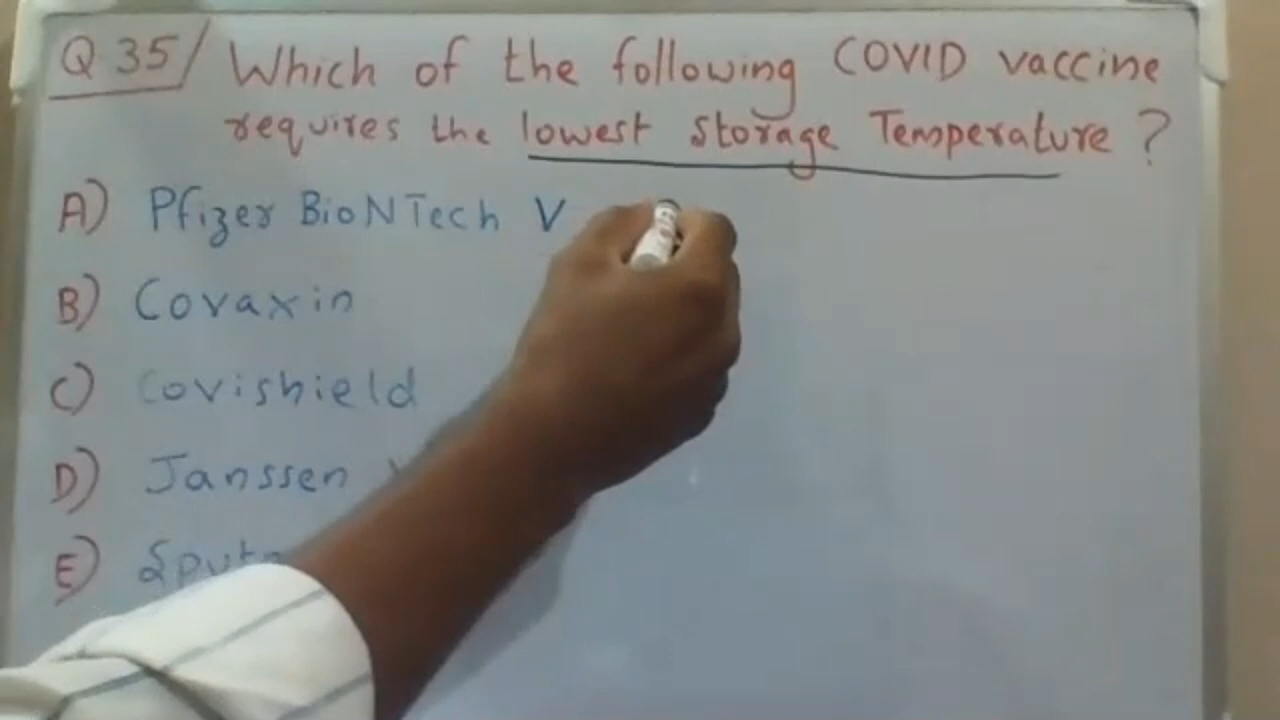 Q 35/ Which of the following COVID vaccine
requires the lowest Storage Temperature ?
A) Pfizer BioNTech V
B) Covaxin
C) Covishield
D) Janssen
E)